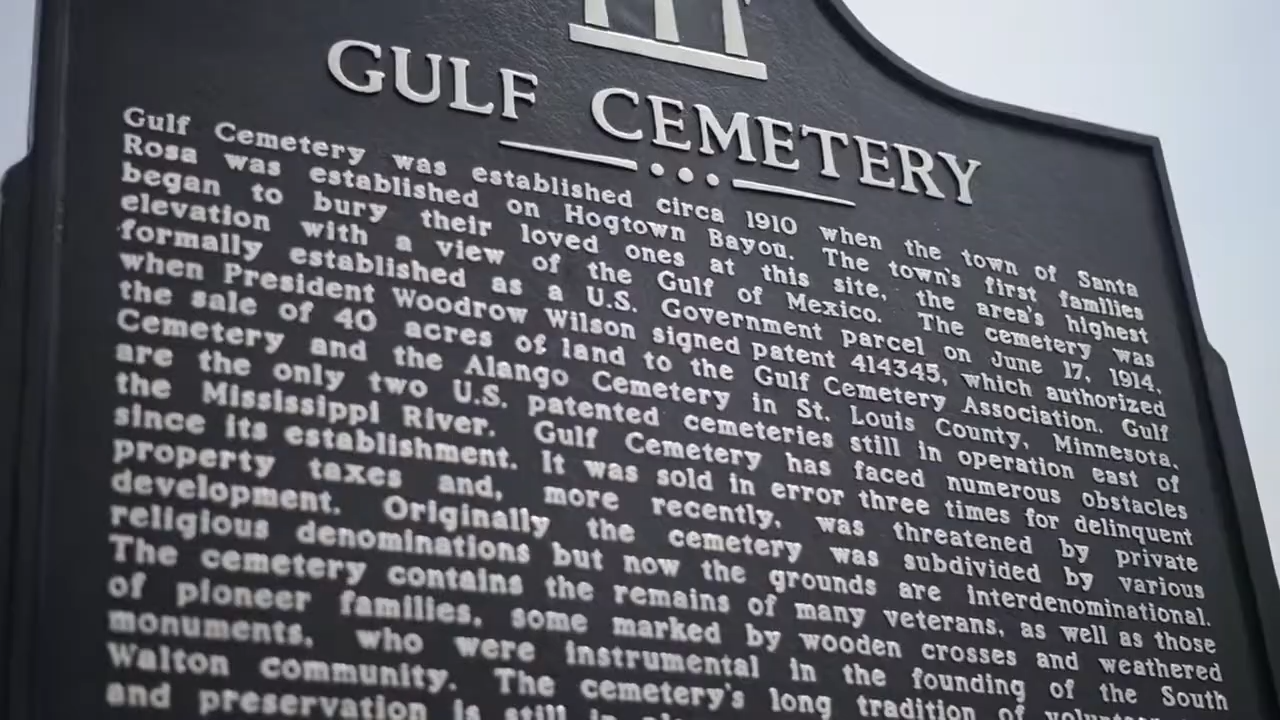 GULF CEMETERY
Gulf Cemetery was established circa 1910 when the town of Santa
Rosa was established on Hogtown Bayou. The town's first families
began to bury their loved ones at this site, the area's highest
elevation with a view of the Gulf of Mexico. The cemetery was
formally established as a U.S. Government parcel on June 17, 1914,
when President Woodrow Wilson signed patent 414345, which authorized
the sale of 40 acres of land to the Gulf Cemetery Association. Gulf
Cemetery and the Alango Cemetery in St. Louis County, Minnesota,
are the only two U.S. patented cemeteries still in operation east of
the Mississippi River. Gulf Cemetery has faced numerous obstacles
since its establishment. It was sold in error three times for delinquent
property taxes and, more recently, was threatened by private
development. Originally the cemetery was subdivided by various
religious denominations but now the grounds are interdenominational.
The cemetery contains the remains of many veterans, as well as those
of pioneer families, some marked by wooden crosses and weathered
monuments, who were instrumental in the founding of the South
Walton community. The cemetery's long tradition of
and preservation is still in